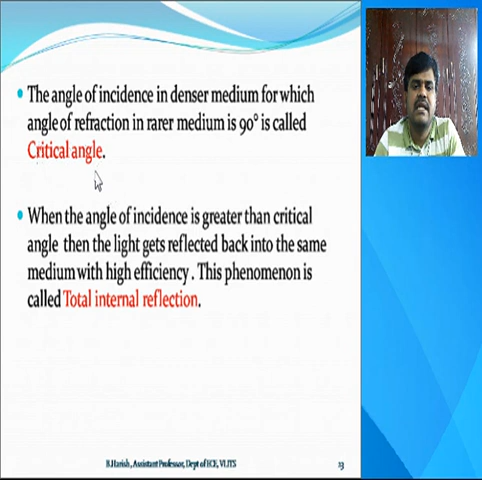 The angle of incidence in denser medium for which
angle of refraction in rarer medium is 90° is called
Critical angle.
When the angle of incidence is greater than critical
angle then the light gets reflected back into the same
medium with high efficiency . This phenomenon is
called Total internal reflection.
B.Harish , Assistant Professor, Dept of ECE, VLITS
13